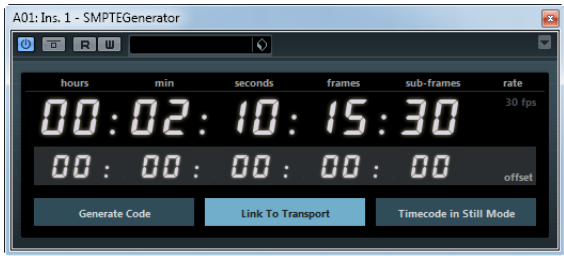 A01: Ins. 1 - SMPTEGenerator
R W
hours min seconds frames sub-frames rate
00:02:10:15:30 30 fps
00: 00: 00: 00: 00 offset
Generate Code Link To Transport Timecode in Still Mode